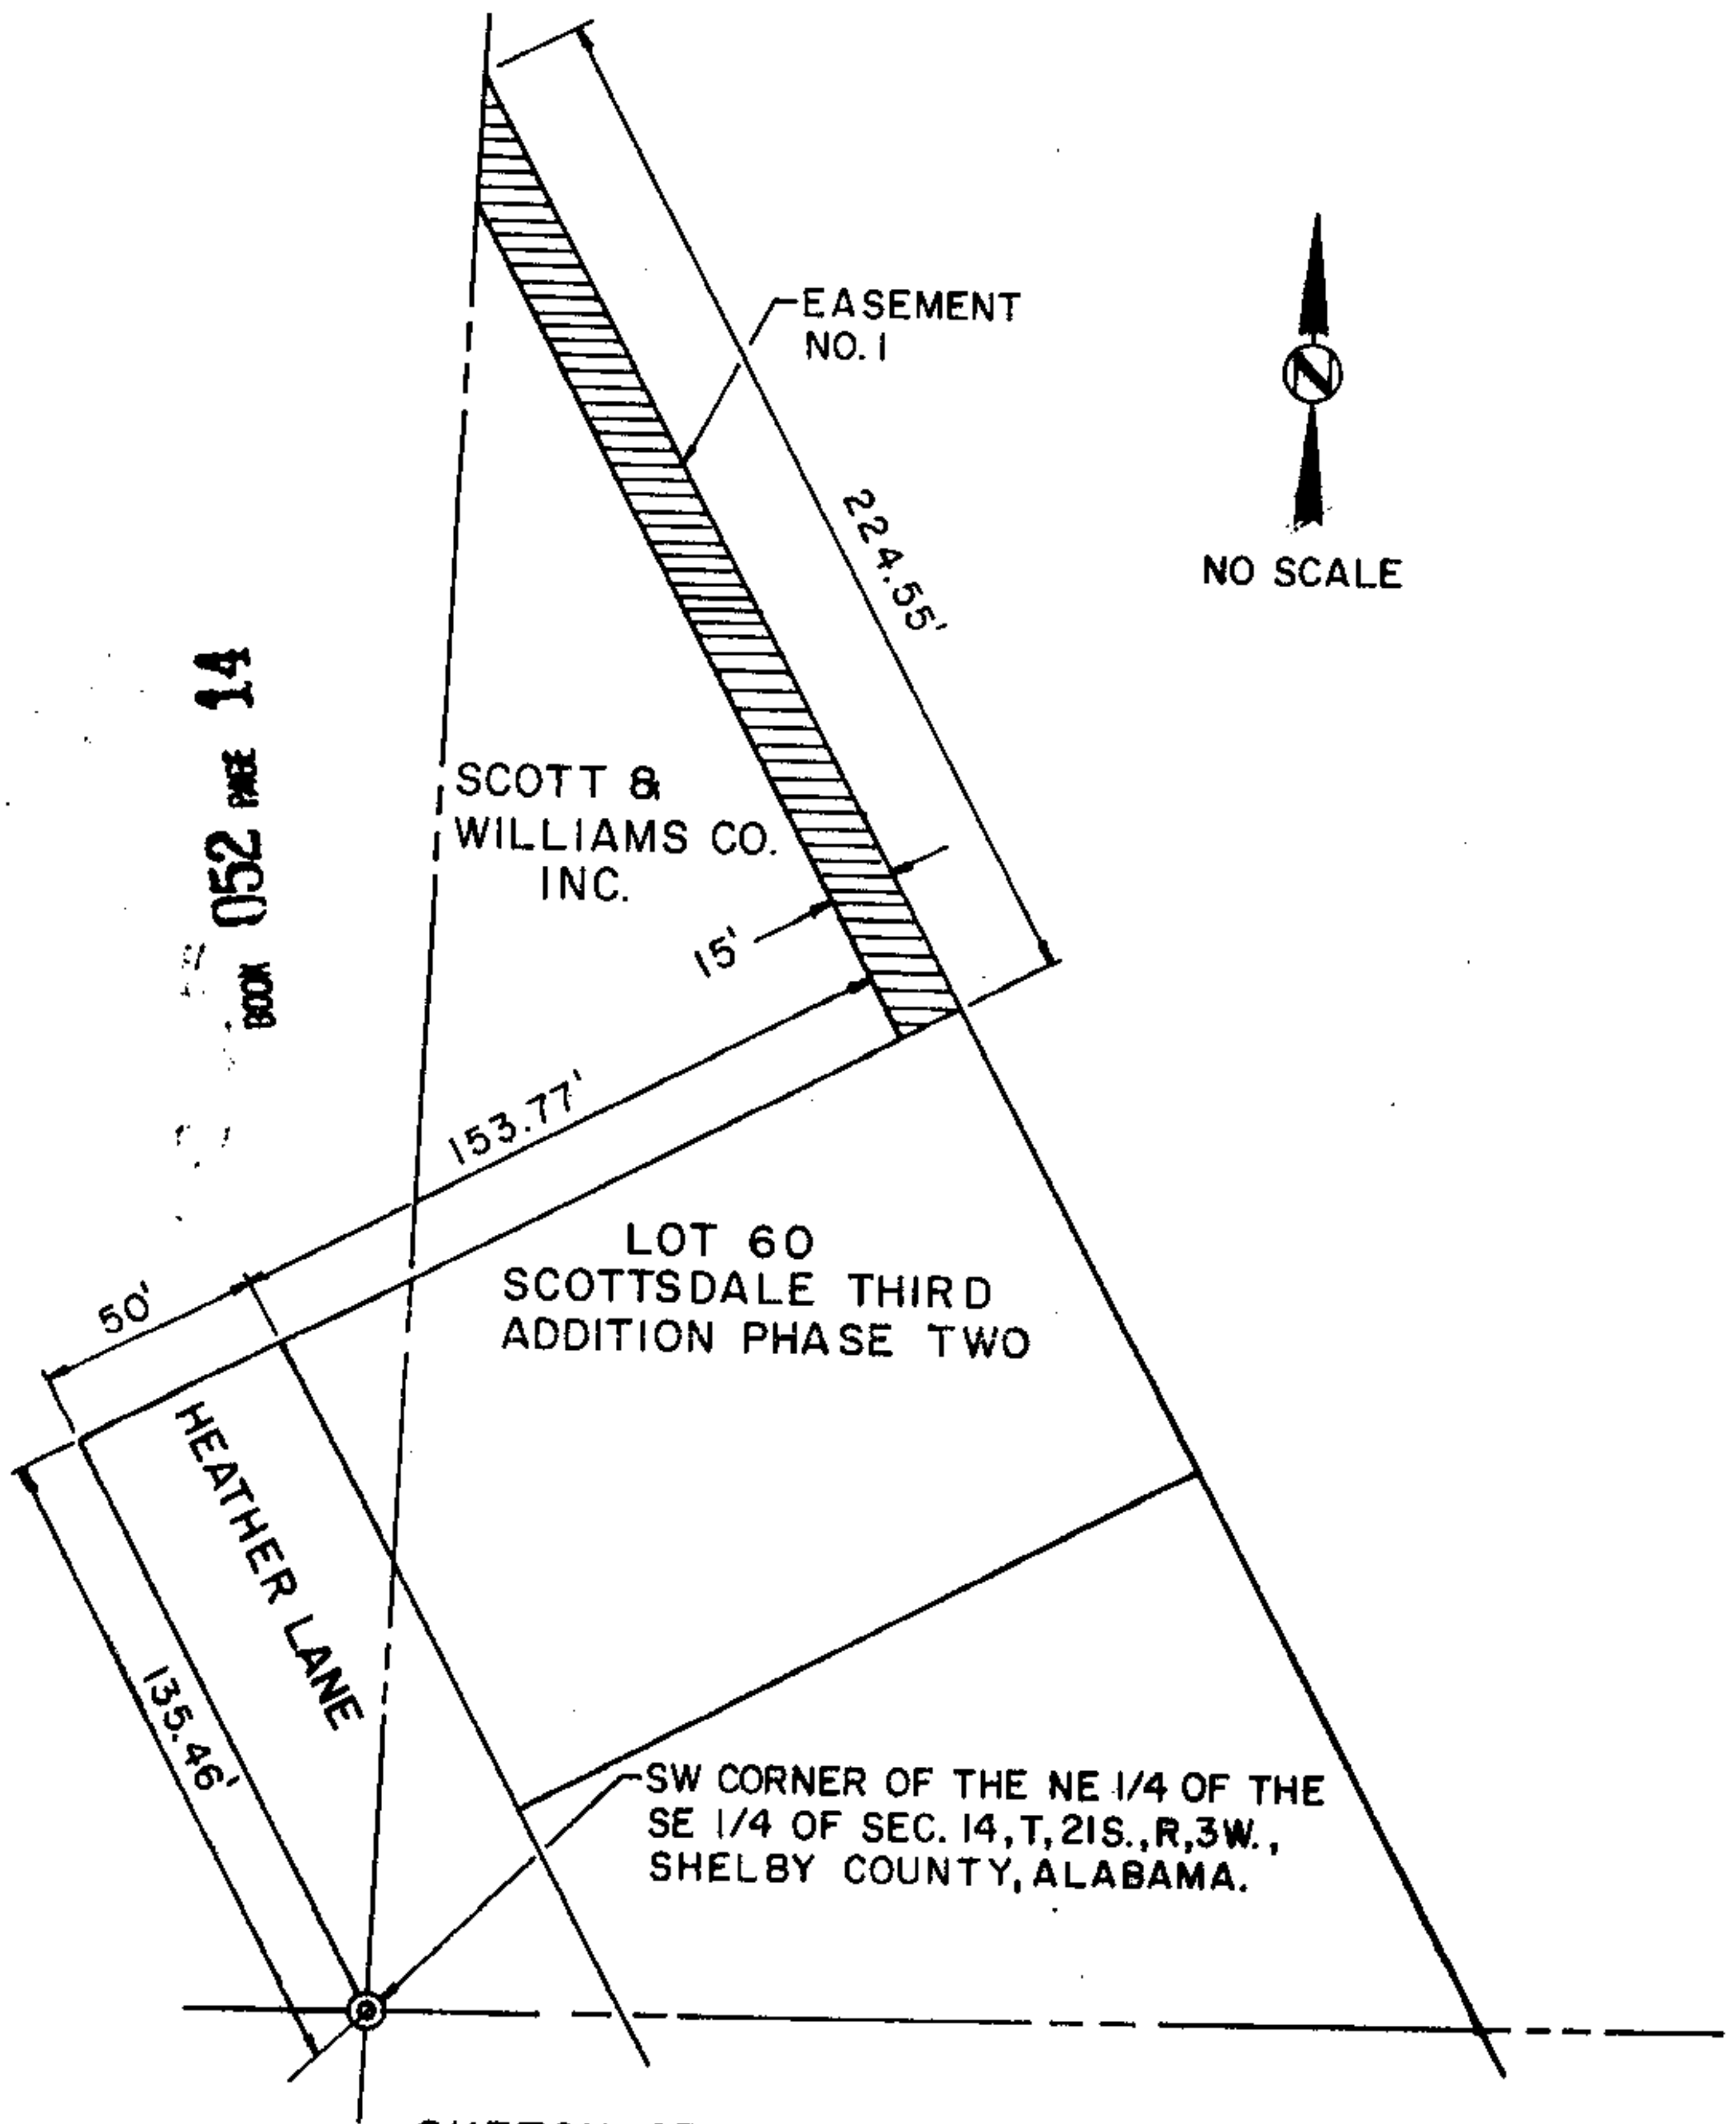 EASEMENT
NO. 1
224.55'
N
NO SCALE
BOOK 052 PAGE 14
SCOTT &
WILLIAMS CO.
INC.
15'
153.77'
50'
LOT 60
SCOTTSDALE THIRD
ADDITION PHASE TWO
HEATHER LANE
135.46'
SW CORNER OF THE NE 1/4 OF THE
SE 1/4 OF SEC. 14, T, 21S., R, 3W.,
SHELBY COUNTY, ALABAMA.